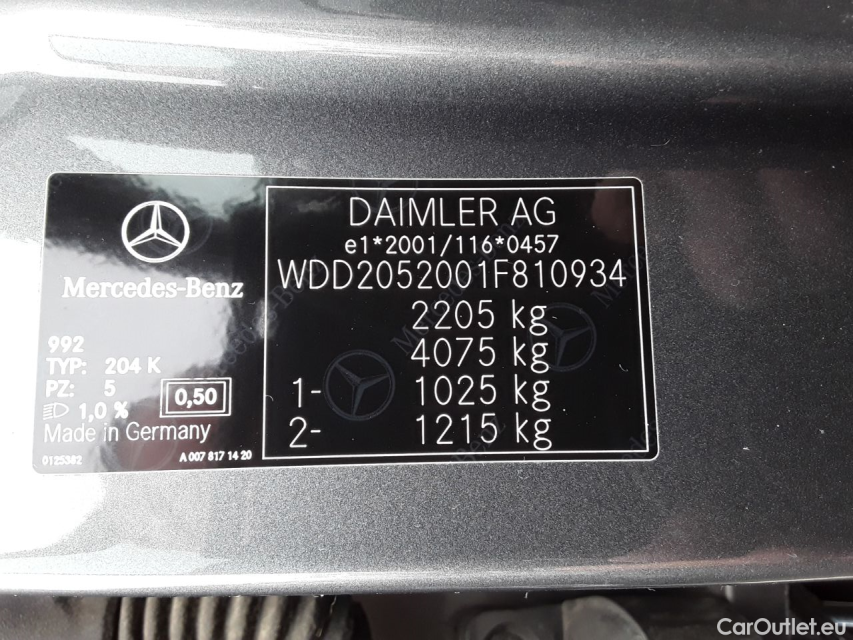 Mercedes-Benz
992
TYP: 204 K
PZ: 5
1,0 %
0,50
Made in Germany
0125382
A 007 817 14 20
DAIMLER AG
e1*2001/116*0457
WDD2052001F810934
2205 kg
4075 kg
1- 1025 kg
2- 1215 kg
CarOutlet.eu